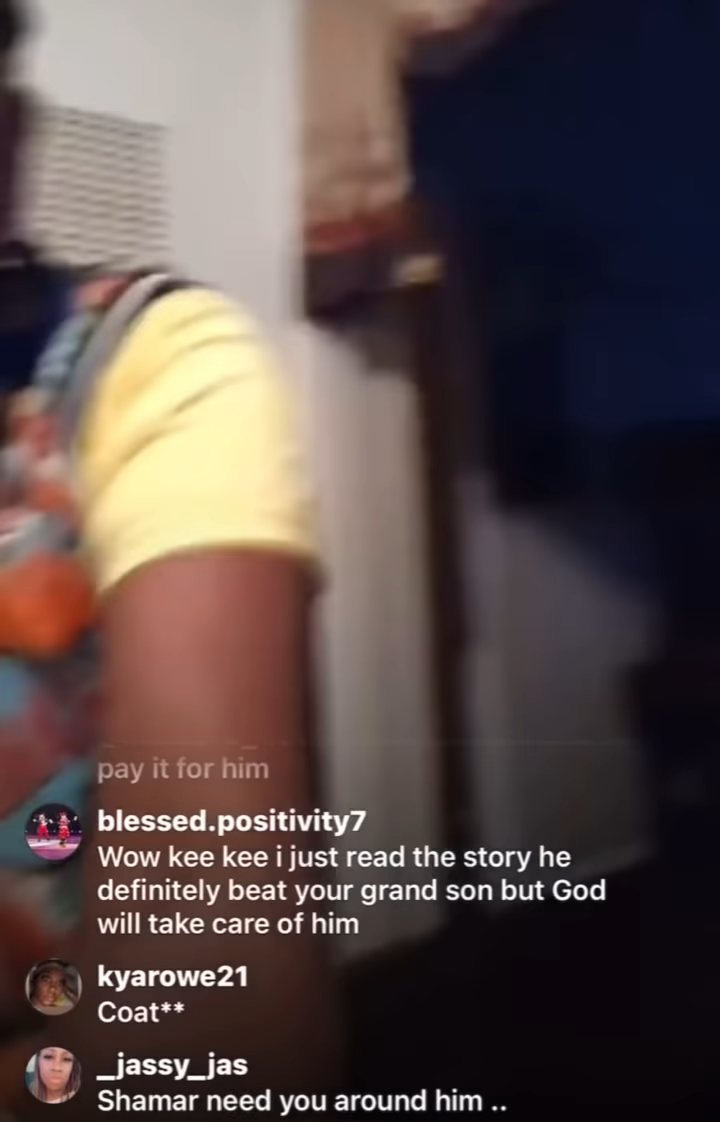 pay it for him
blessed.positivity7
Wow kee kee i just read the story he
definitely beat your grand son but God
will take care of him
kyarowe21
Coat**
_jassy_jas
Shamar need you around him ..